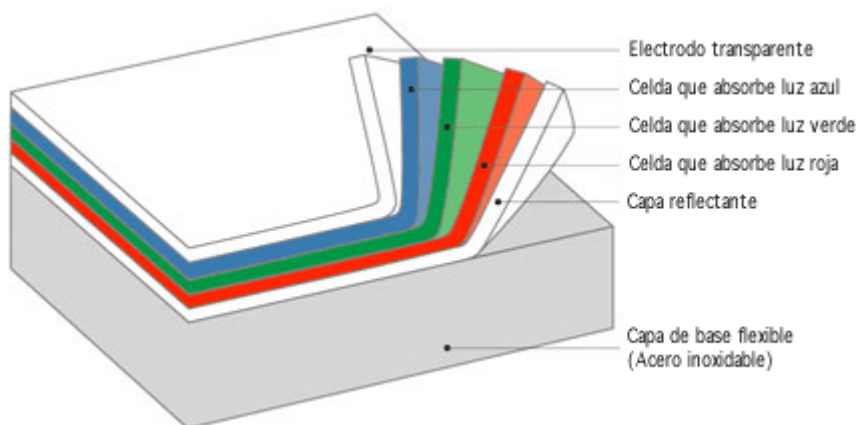 Electrodo transparente
Celda que absorbe luz azul
Celda que absorbe luz verde
Celda que absorbe luz roja
Capa reflectante
Capa de base flexible
(Acero inoxidable)